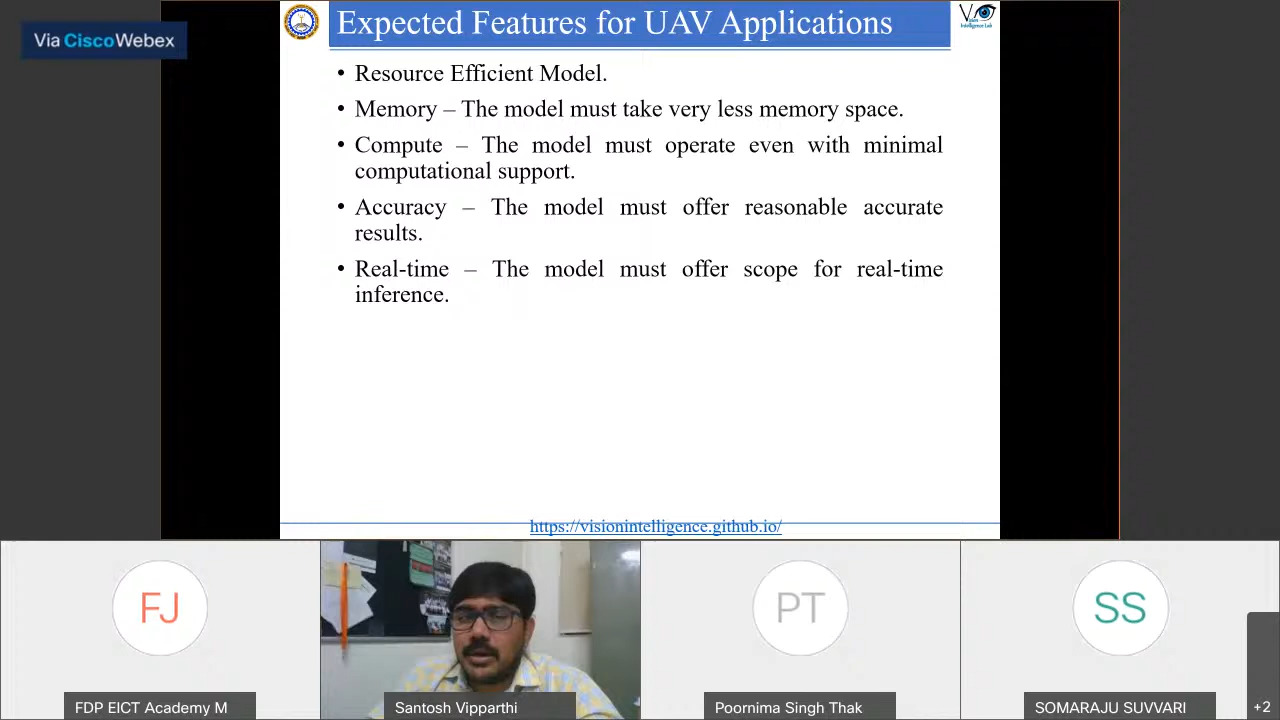 Via CiscoWebex
Expected Features for UAV Applications
Vision
Intelligence Lab
• Resource Efficient Model.
• Memory – The model must take very less memory space.
• Compute – The model must operate even with minimal
computational support.
• Accuracy – The model must offer reasonable accurate
results.
• Real-time – The model must offer scope for real-time
inference.
https://visionintelligence.github.io/
FJ
PT
SS
FDP EICT Academy M
Santosh Vipparthi
Poornima Singh Thak
SOMARAJU SUVVARI
+2